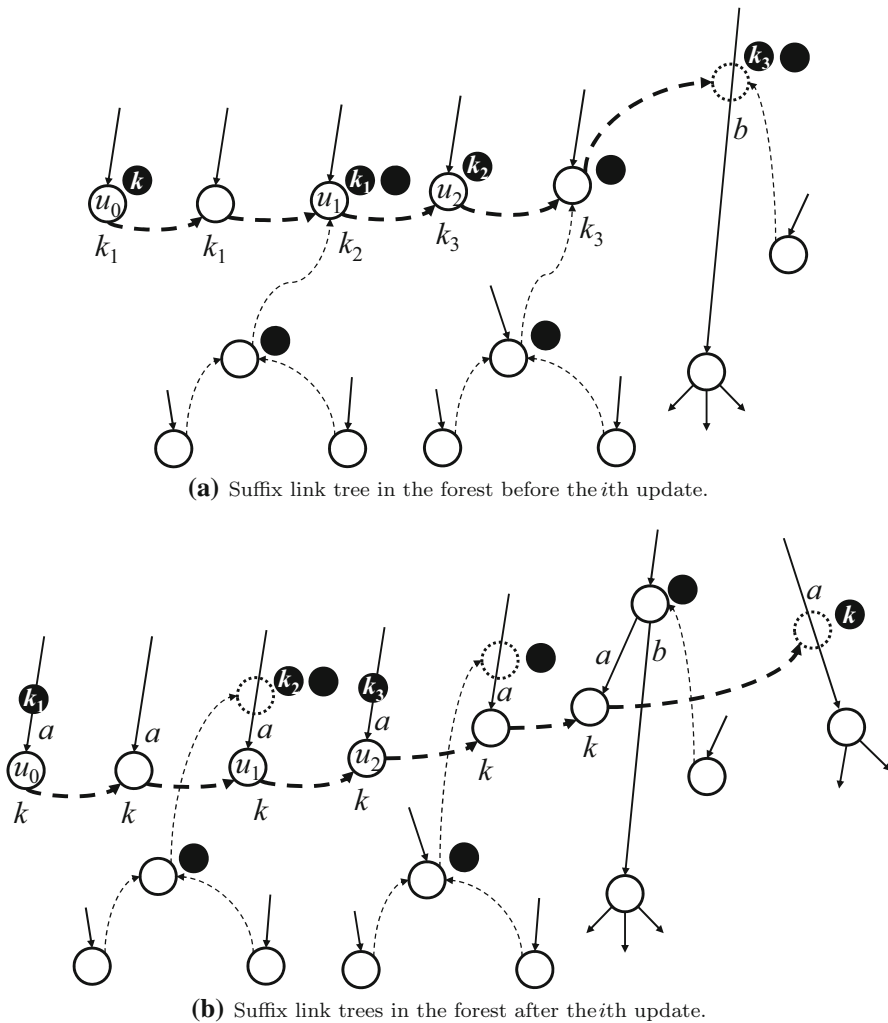 k₃
b
k
k₁
k₂
u₀
u₁
u₂
k₁
k₁
k₂
k₃
k₃
(a) Suffix link tree in the forest before the ith update.
a
k
a
b
k₂
k₁
k₃
a
a
a
a
u₀
u₁
u₂
k
k
k
k
k
k
(b) Suffix link trees in the forest after the ith update.